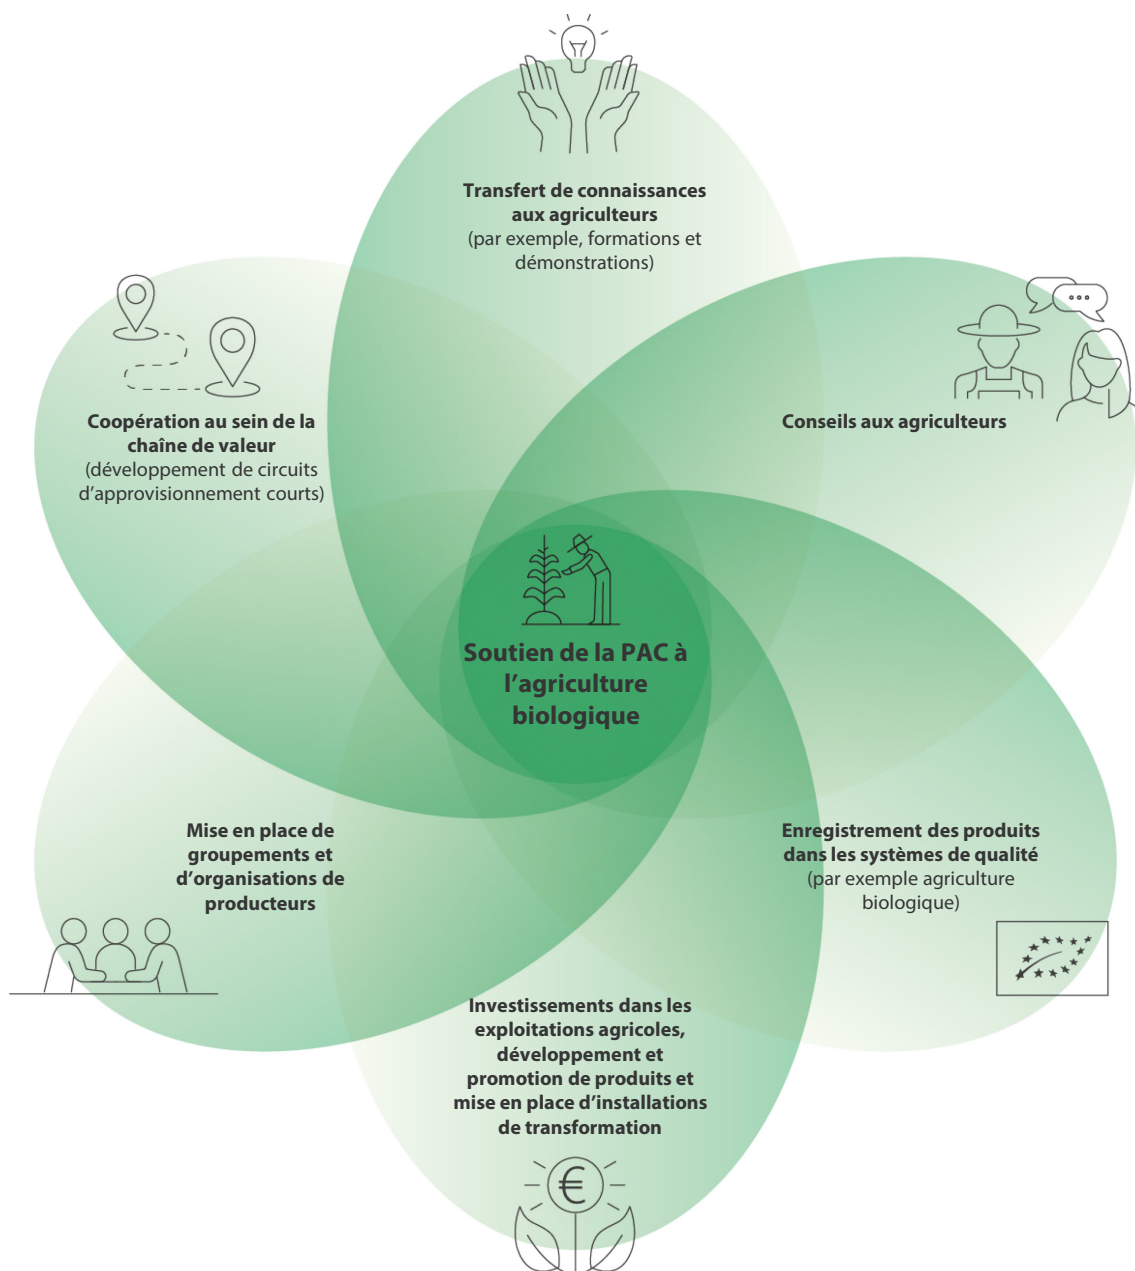 Transfert de connaissances
aux agriculteurs
(par exemple, formations et
démonstrations)
Coopération au sein de la
chaîne de valeur
(développement de circuits
d’approvisionnement courts)
Conseils aux agriculteurs
Soutien de la PAC à
l’agriculture
biologique
Mise en place de
groupements et
d’organisations de
producteurs
Enregistrement des produits
dans les systèmes de qualité
(par exemple agriculture
biologique)
Investissements dans les
exploitations agricoles,
développement et
promotion de produits et
mise en place d’installations
de transformation
€